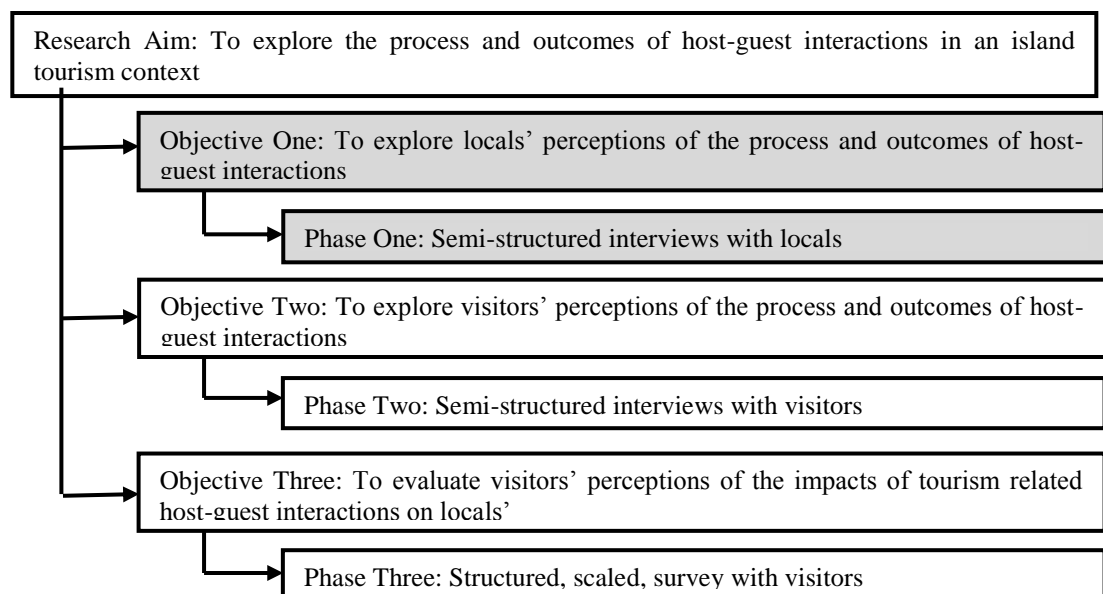 Research Aim: To explore the process and outcomes of host-guest interactions in an island
tourism context
Objective One: To explore locals’ perceptions of the process and outcomes of host-
guest interactions
Phase One: Semi-structured interviews with locals
Objective Two: To explore visitors’ perceptions of the process and outcomes of host-
guest interactions
Phase Two: Semi-structured interviews with visitors
Objective Three: To evaluate visitors’ perceptions of the impacts of tourism related
host-guest interactions on locals’
Phase Three: Structured, scaled, survey with visitors